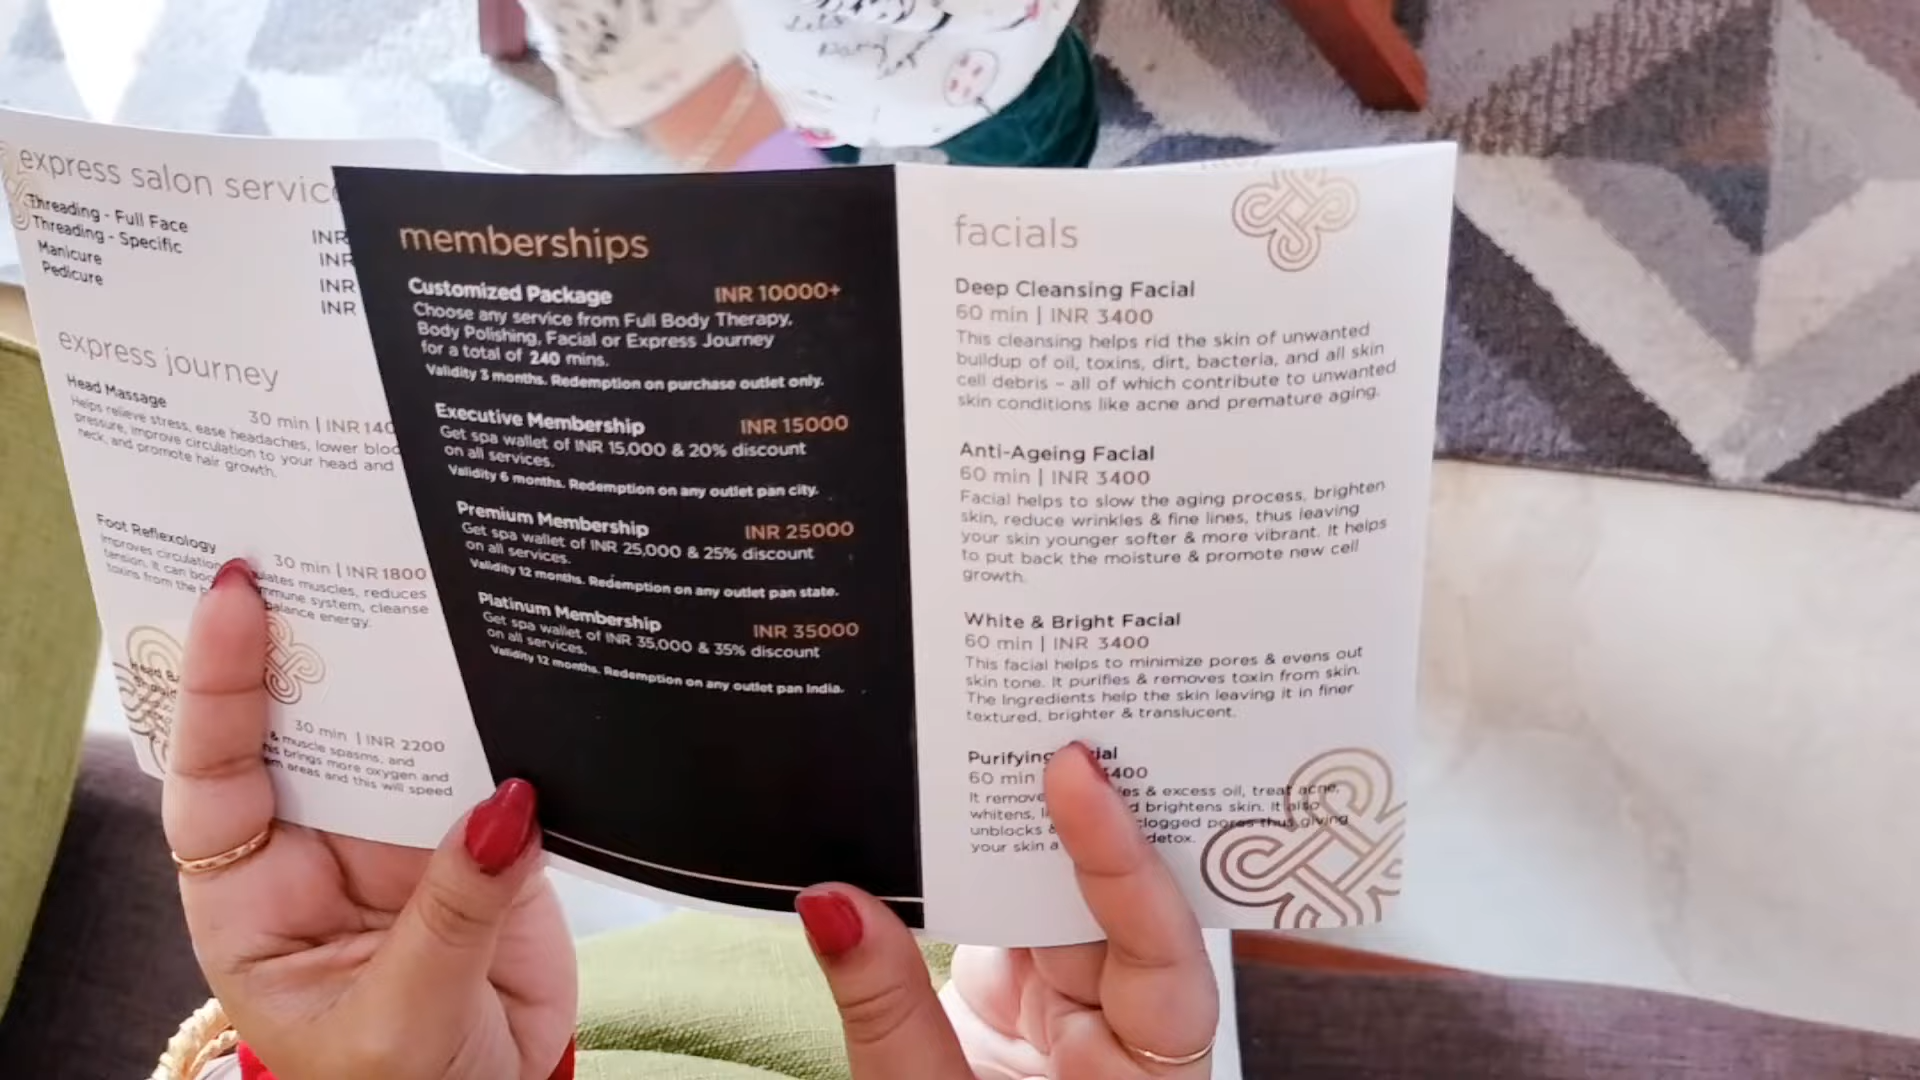 express salon servic
Threading - Full Face INR
Threading - Specific INR
Manicure INR
Pedicure INR
express journey
Head Massage
30 min | INR 140
Helps relieve stress, ease headaches, lower bloo
pressure, improve circulation to your head and
neck, and promote hair growth.
Foot Reflexology
30 min | INR 1800
Improves circulation ulates muscles, reduces
tension. It can boo mmune system, cleanse
toxins from the b balance energy.
30 min | INR 2200
& muscle spasms, and
his brings more oxygen and
em areas and this will speed
memberships
Customized Package INR 10000+
Choose any service from Full Body Therapy,
Body Polishing, Facial or Express Journey
for a total of 240 mins.
Validity 3 months. Redemption on purchase outlet only.
Executive Membership INR 15000
Get spa wallet of INR 15,000 & 20% discount
on all services.
Validity 6 months. Redemption on any outlet pan city.
Premium Membership INR 25000
Get spa wallet of INR 25,000 & 25% discount
on all services.
Validity 12 months. Redemption on any outlet pan state.
Platinum Membership INR 35000
Get spa wallet of INR 35,000 & 35% discount
on all services.
Validity 12 months. Redemption on any outlet pan India.
facials
Deep Cleansing Facial
60 min | INR 3400
This cleansing helps rid the skin of unwanted
buildup of oil, toxins, dirt, bacteria, and all skin
cell debris – all of which contribute to unwanted
skin conditions like acne and premature aging.
Anti-Ageing Facial
60 min | INR 3400
Facial helps to slow the aging process, brighten
skin, reduce wrinkles & fine lines, thus leaving
your skin younger softer & more vibrant. It helps
to put back the moisture & promote new cell
growth.
White & Bright Facial
60 min | INR 3400
This facial helps to minimize pores & evens out
skin tone. It purifies & removes toxin from skin.
The Ingredients help the skin leaving it in finer
textured, brighter & translucent.
Purifying cial
60 min 3400
It remove es & excess oil, treat acne,
whitens, d brightens skin. It also
unblocks & clogged pores thus giving
your skin a detox.